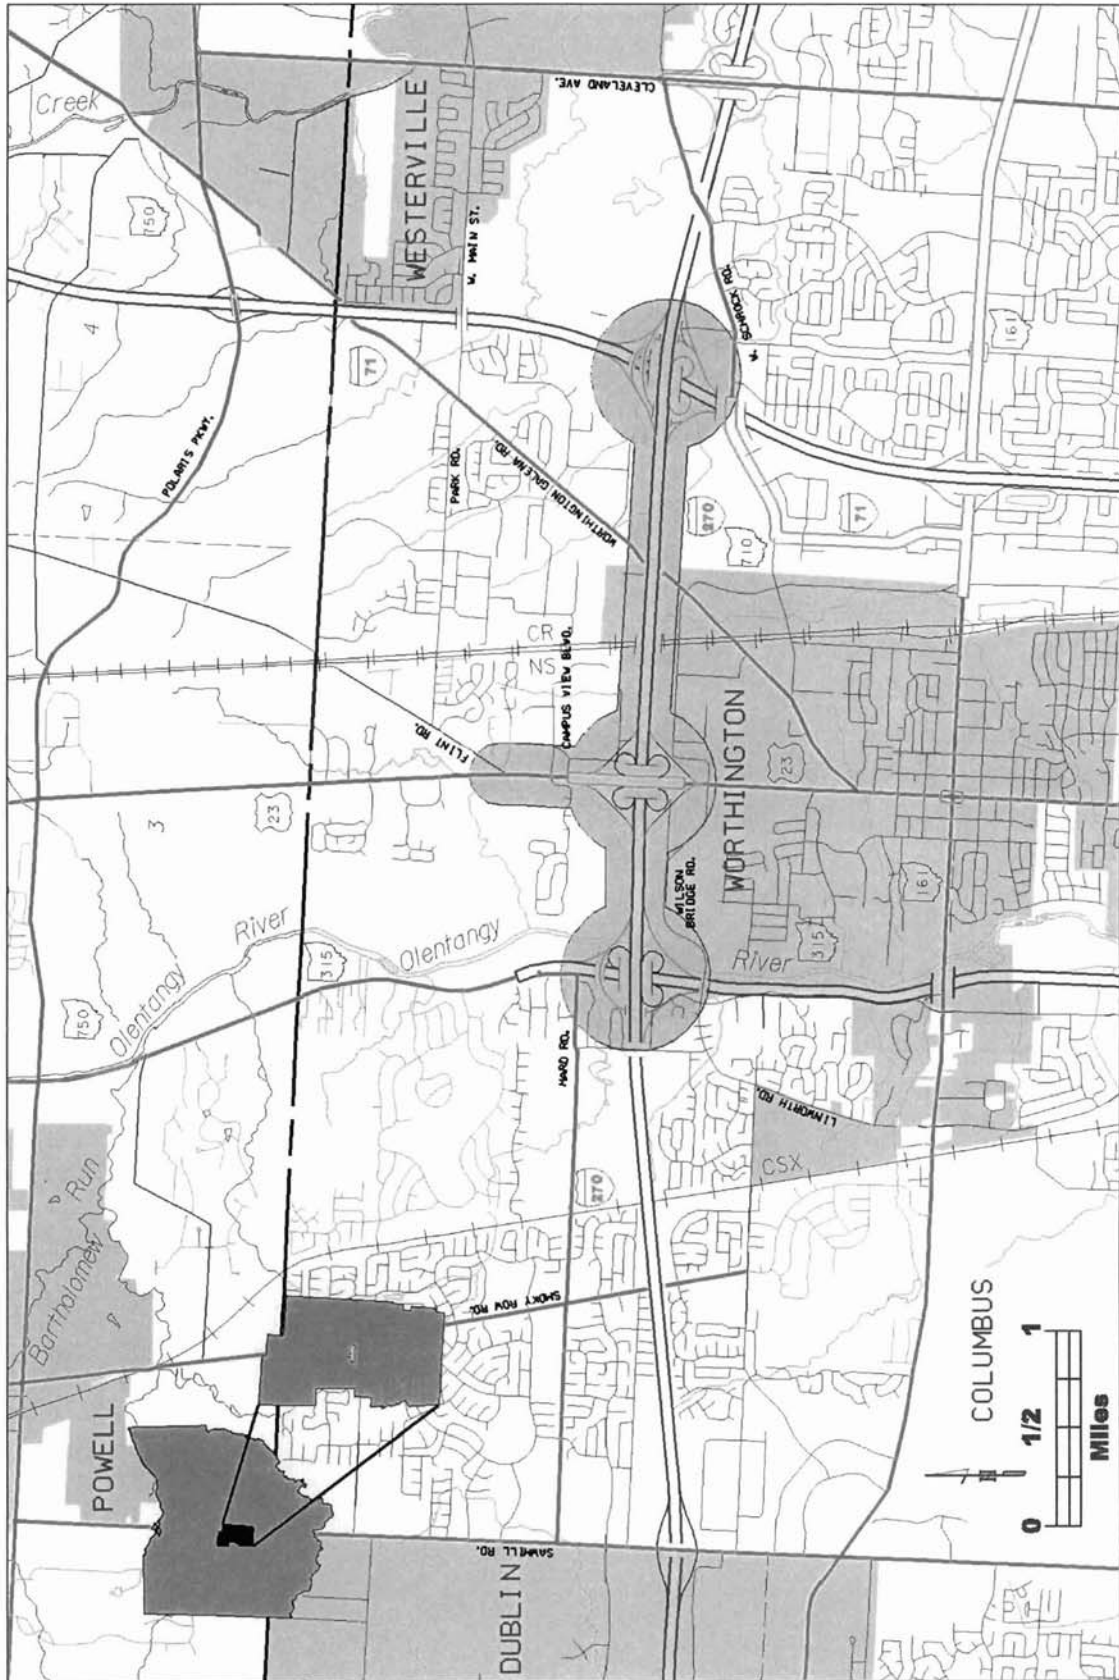 Creek
750
4
POLARIS PKWY.
71
WESTERVILLE
W. MAIN ST.
CLEVELAND AVE.
PARK RD.
WORTHINGTON GALENA RD.
W. SCHROCK RD.
161
270
710
71
CR
NS
FLINT RD.
CAMPUS VIEW BLVD.
3
23
WORTHINGTON
23
161
WILSON
BRIDGE RD.
River
315
River
Olentangy
315
Olentangy
750
HARD RD.
LINWORTH RD.
CSX
270
Bartholomew Run
SMOKY ROW RD.
POWELL
COLUMBUS
0 1/2 1
Miles
SAWMILL RD.
DUBLIN